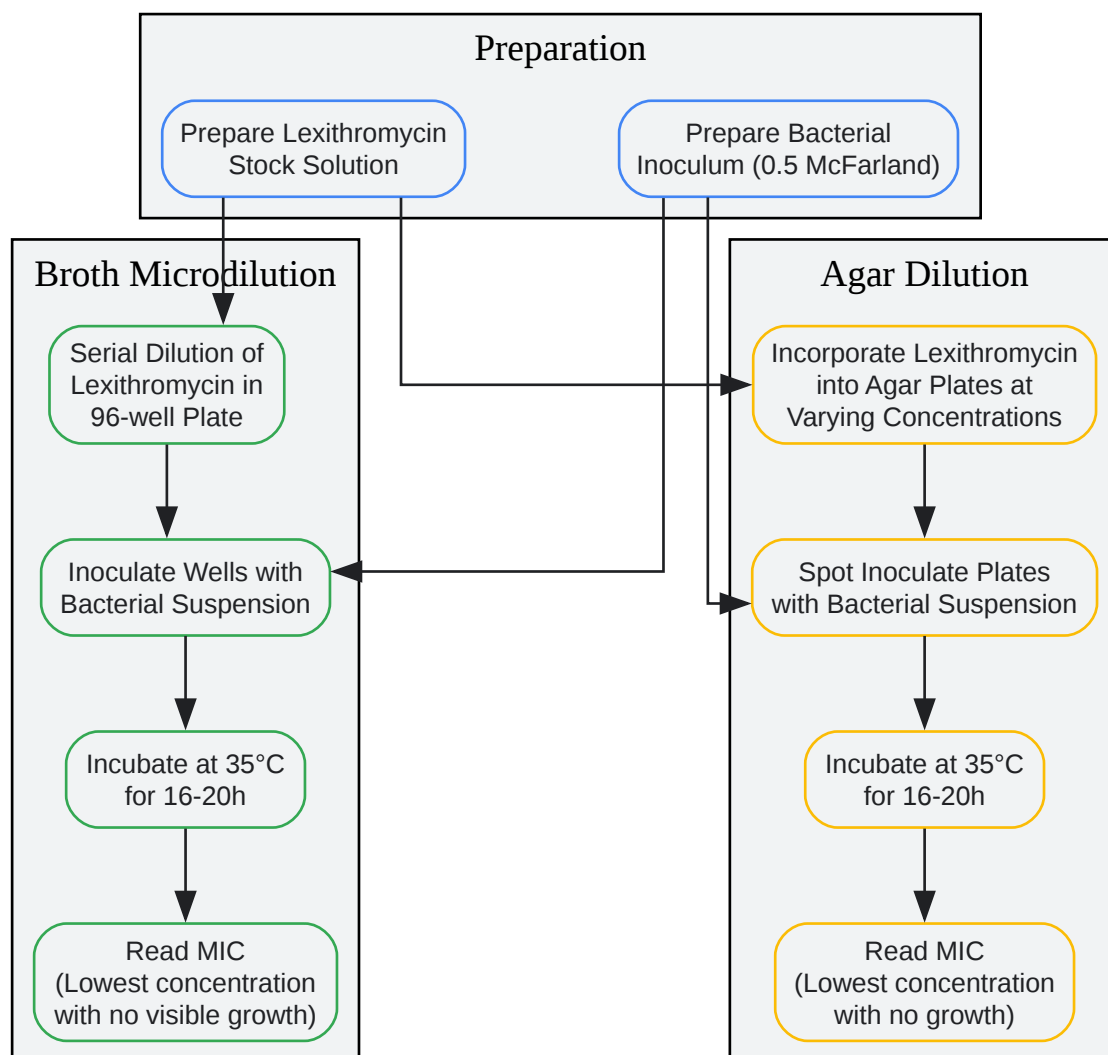 Preparation
Prepare Lexithromycin
Stock Solution
Prepare Bacterial
Inoculum (0.5 McFarland)
Broth Microdilution
Serial Dilution of
Lexithromycin in
96-well Plate
Inoculate Wells with
Bacterial Suspension
Incubate at 35°C
for 16-20h
Read MIC
(Lowest concentration
with no visible growth)
Agar Dilution
Incorporate Lexithromycin
into Agar Plates at
Varying Concentrations
Spot Inoculate Plates
with Bacterial Suspension
Incubate at 35°C
for 16-20h
Read MIC
(Lowest concentration
with no growth)